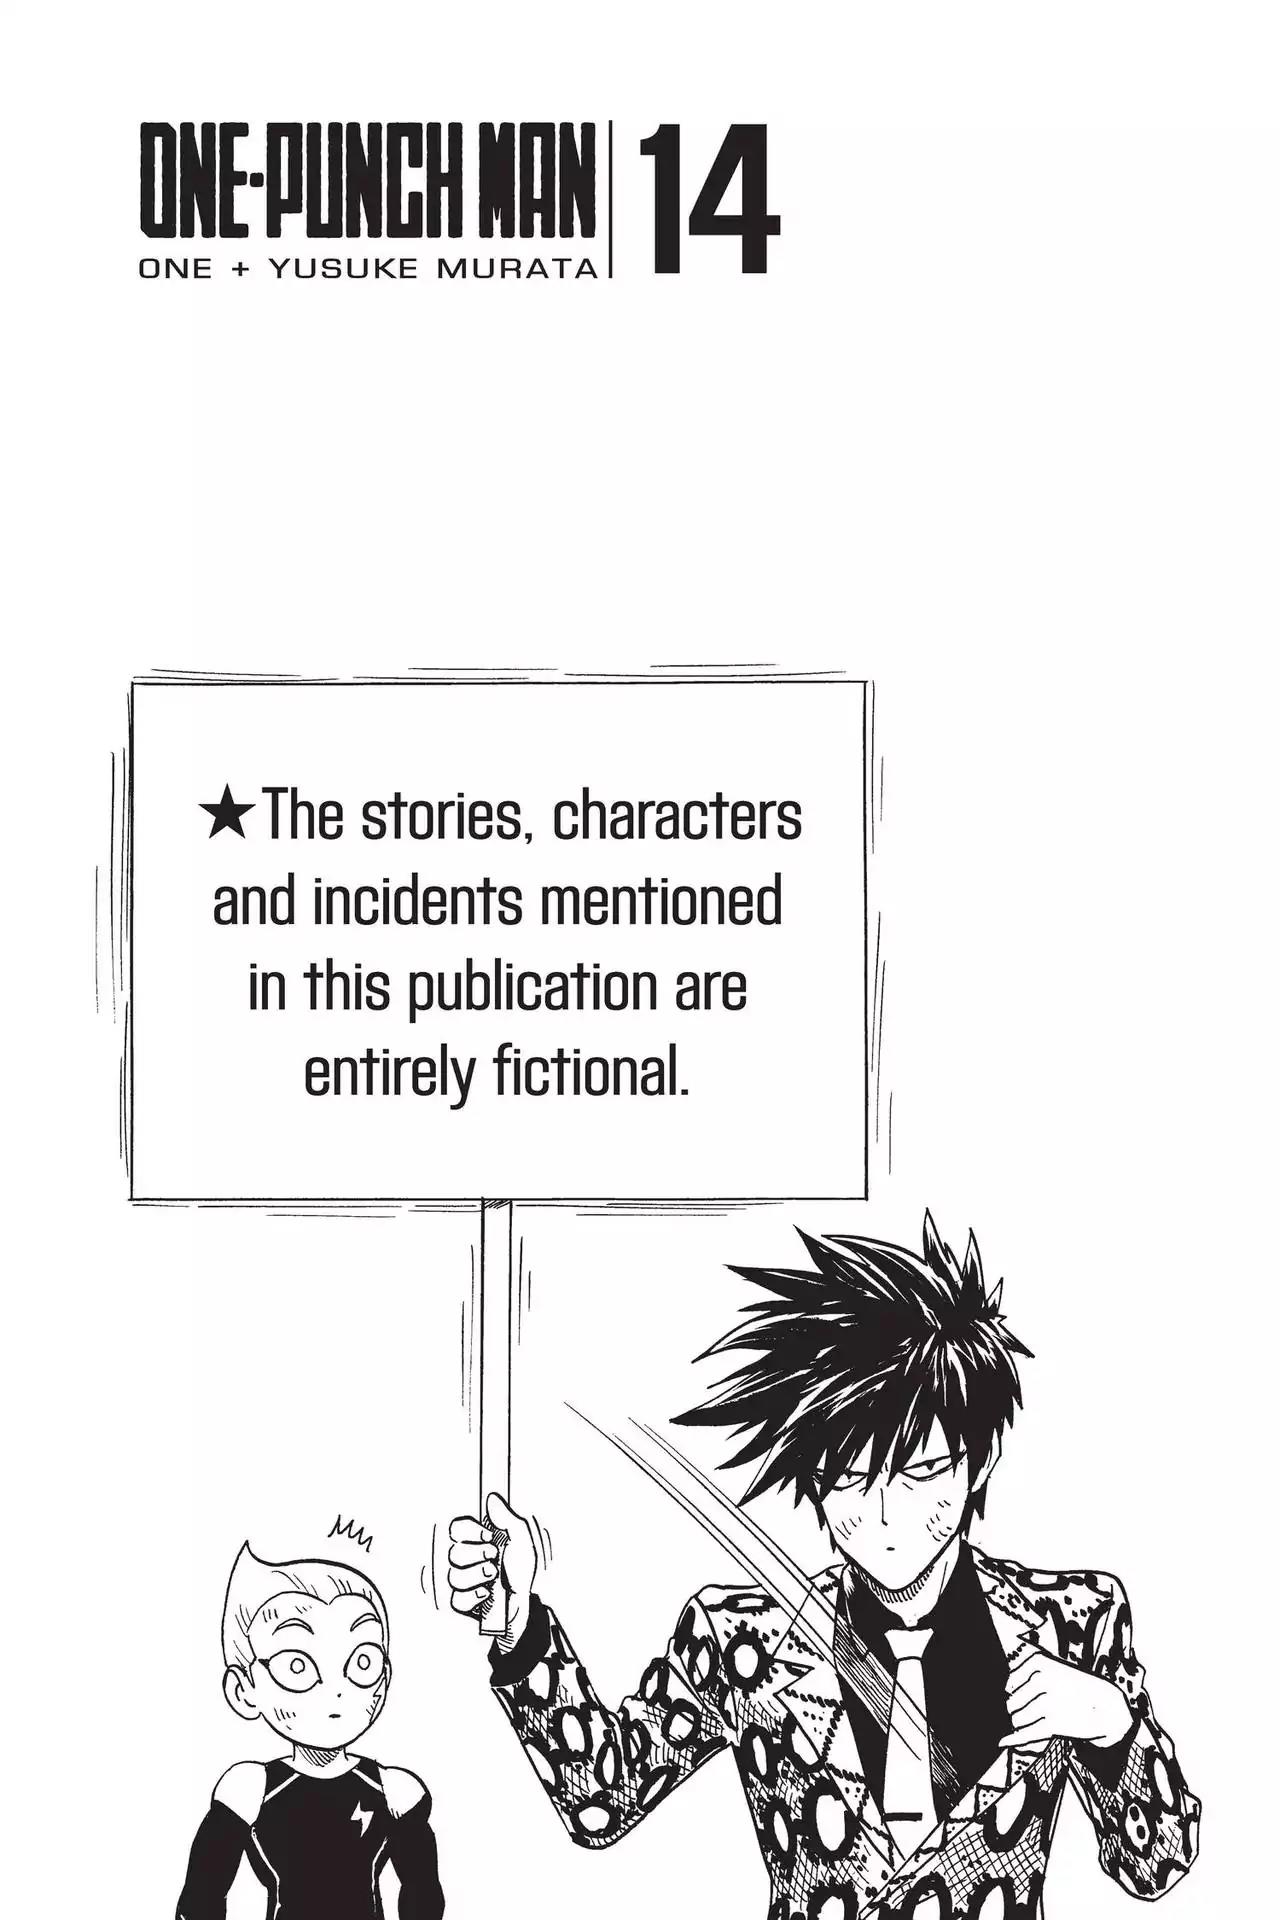 ONE-PUNCH MAN
ONE + YUSUKE MURATA
14
★The stories, characters
and incidents mentioned
in this publication are
entirely fictional.